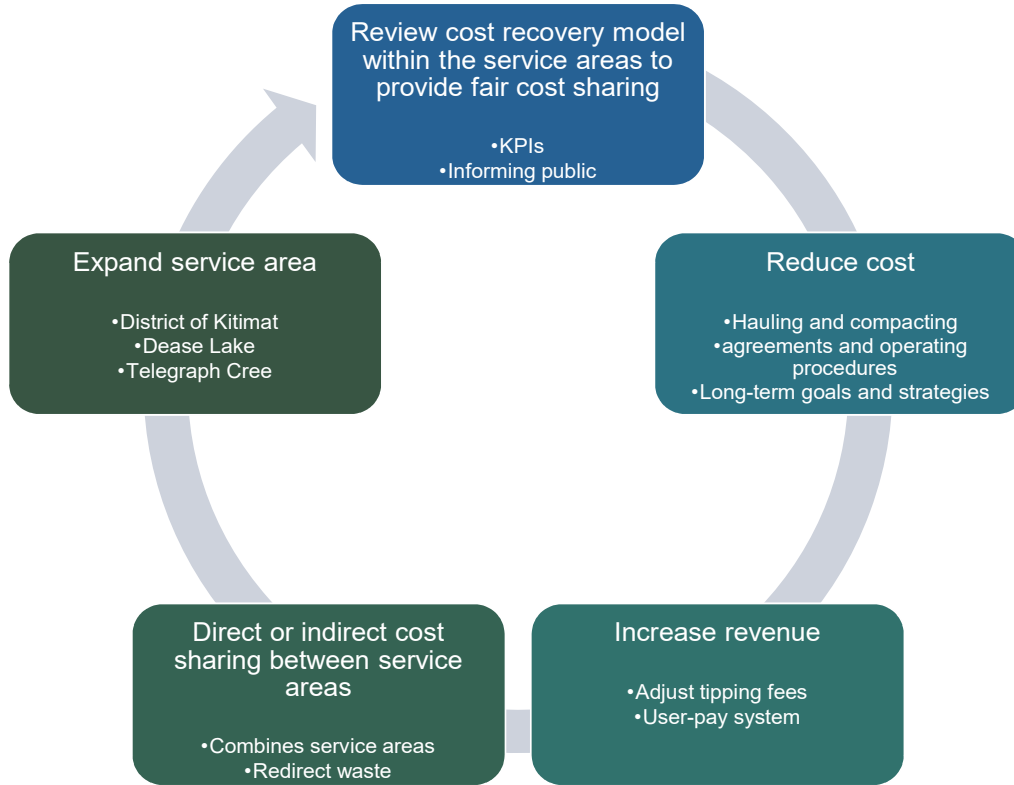 Review cost recovery model
within the service areas to
provide fair cost sharing
•KPIs
•Informing public
Reduce cost
•Hauling and compacting
•agreements and operating
procedures
•Long-term goals and strategies
Increase revenue
•Adjust tipping fees
•User-pay system
Direct or indirect cost
sharing between service
areas
•Combines service areas
•Redirect waste
Expand service area
•District of Kitimat
•Dease Lake
•Telegraph Cree